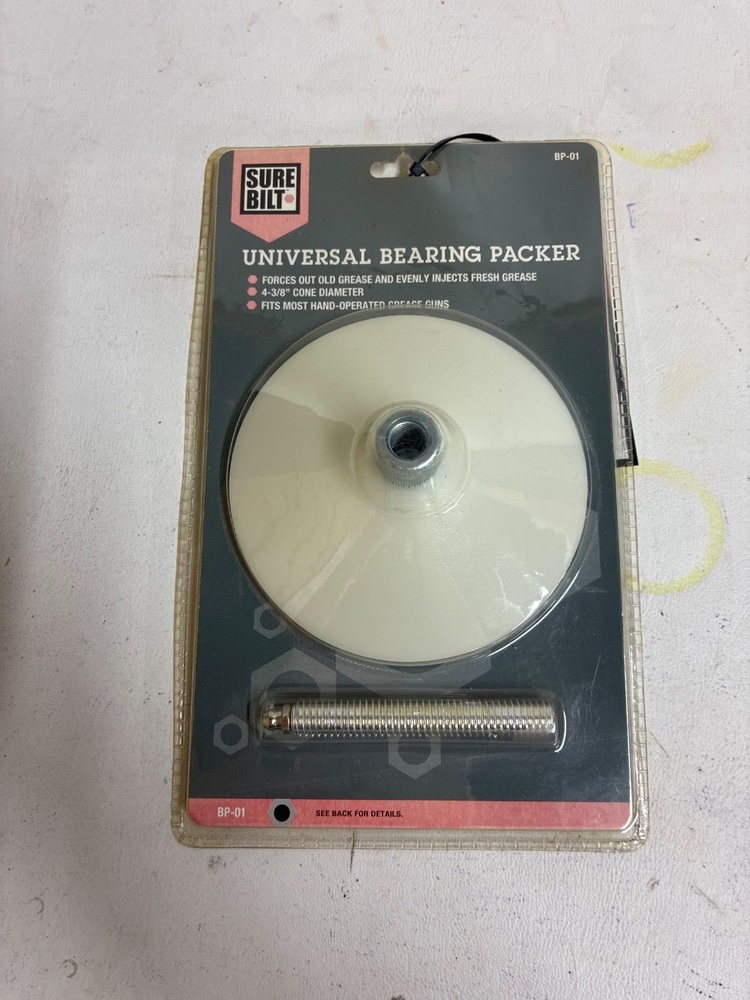 BP-01
SURE
BILT
UNIVERSAL BEARING PACKER
FORCES OUT OLD GREASE AND EVENLY INJECTS FRESH GREASE
4-3/8" CONE DIAMETER
FITS MOST HAND-OPERATED GREASE GUNS
BP-01
SEE BACK FOR DETAILS.